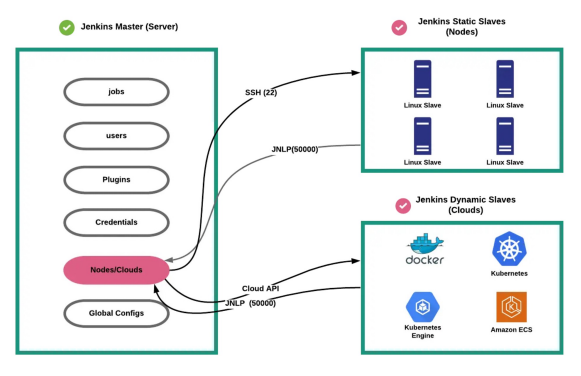 Jenkins Master (Server)
jobs
users
Plugins
Credentials
Nodes/Clouds
Global Configs
SSH (22)
JNLP(50000)
Cloud API
JNLP (50000)
Jenkins Static Slaves
(Nodes)
Linux Slave
Linux Slave
Linux Slave
Linux Slave
Jenkins Dynamic Slaves
(Clouds)
docker
Kubernetes
Kubernetes
Engine
Amazon ECS